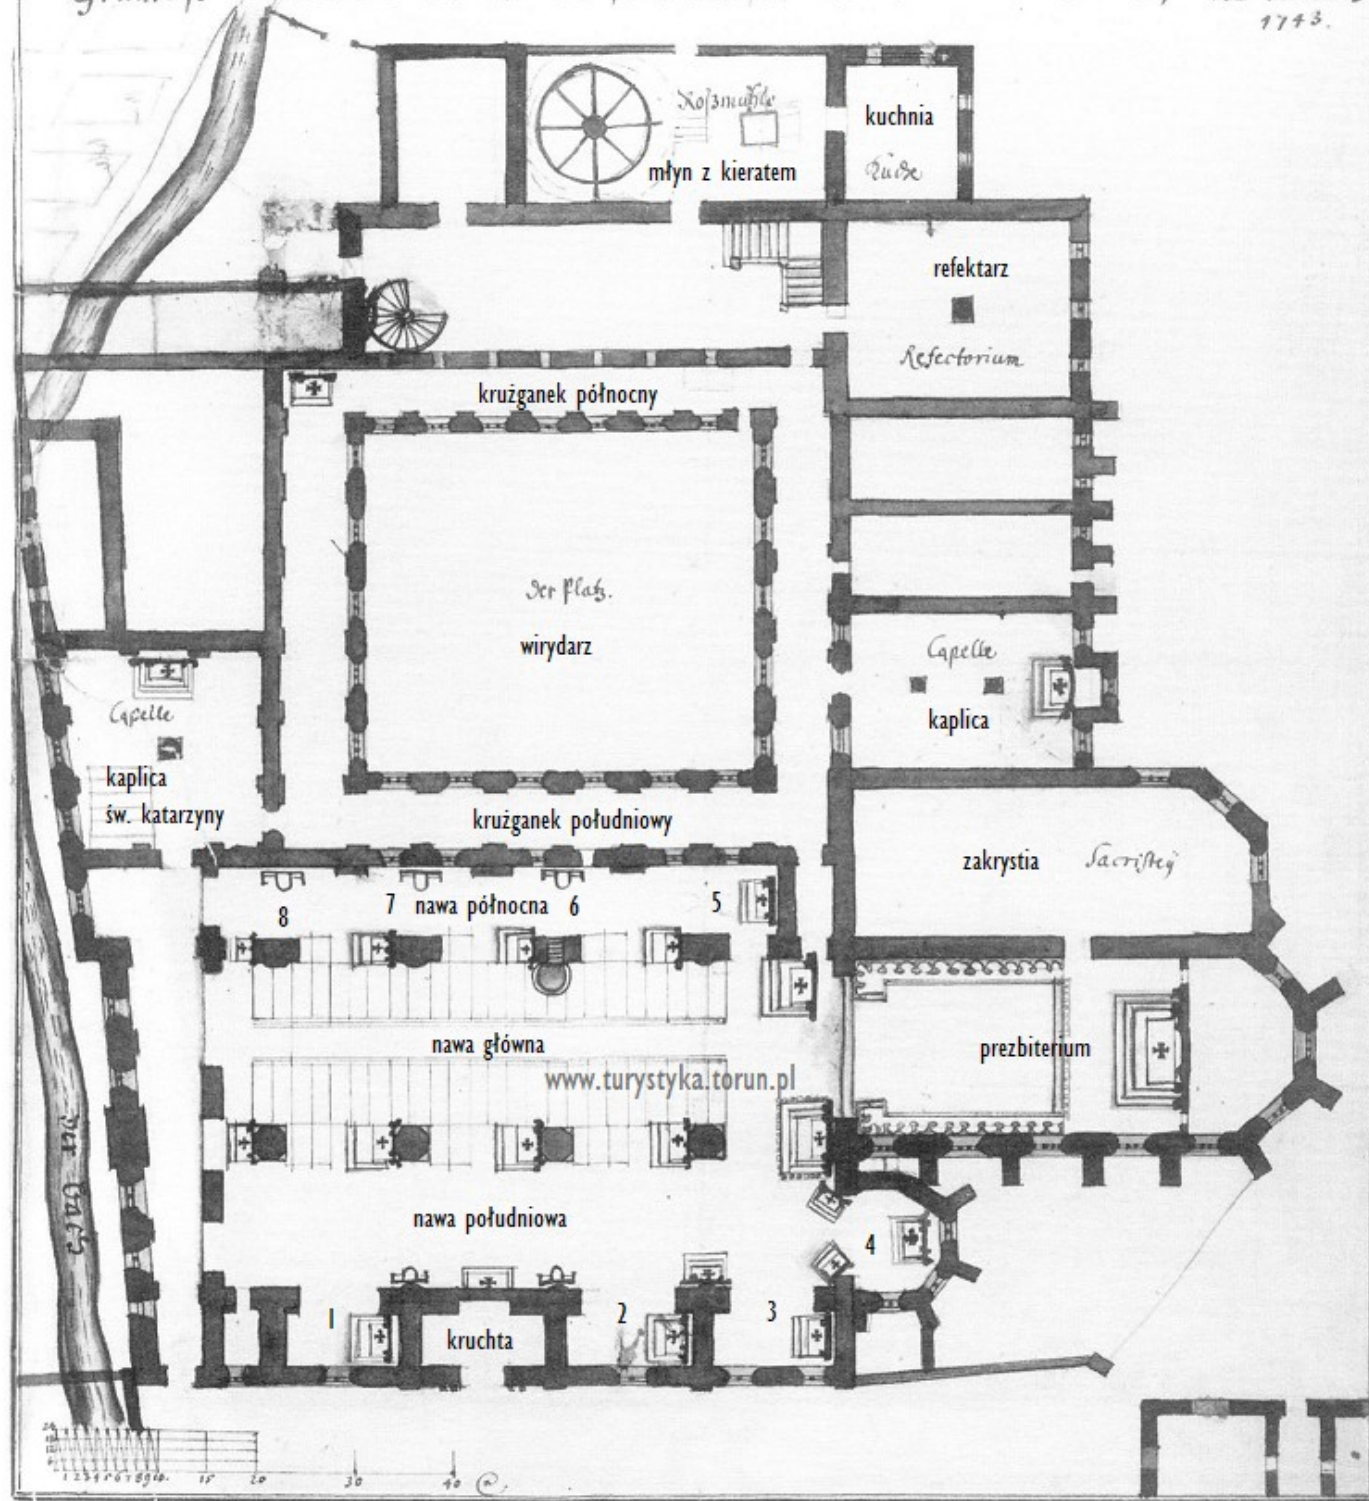 1743.
Roßmühle
kuchnia
młyn z kieratem
Küche
refektarz
Refectorium
krużganek północny
der Platz.
wirydarz
Capelle
kaplica
Capelle
kaplica
św. katarzyny
krużganek południowy
zakrystia Sacristey
8 7 nawa północna 6 5
nawa główna
prezbiterium
www.turystyka.torun.pl
nawa południowa
4
1 kruchta 2 3
1 2 3 4 5 6 7 8 9 10. 15 20 30 40